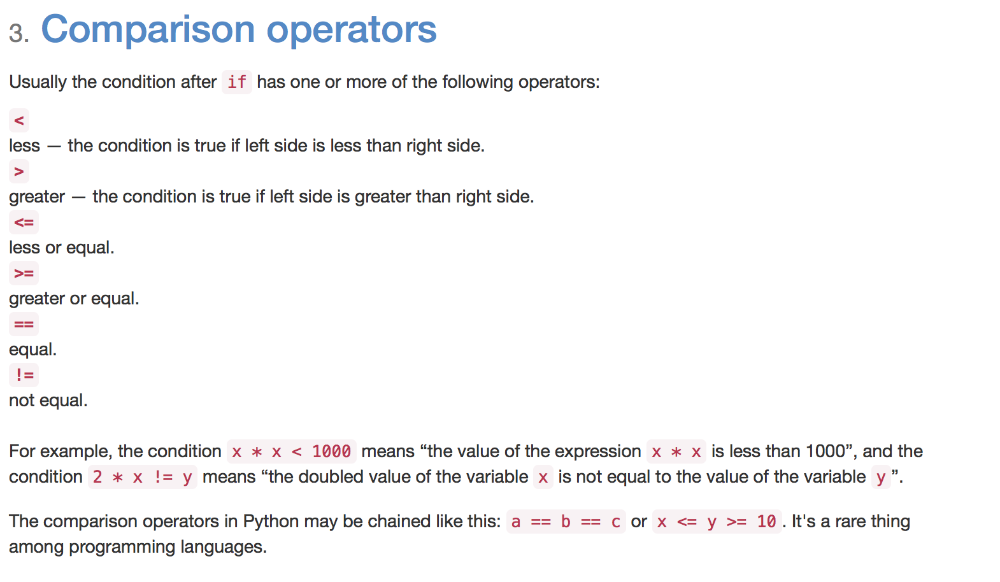 3. Comparison operators
Usually the condition after if has one or more of the following operators:
<
less — the condition is true if left side is less than right side.
>
greater — the condition is true if left side is greater than right side.
<=
less or equal.
>=
greater or equal.
==
equal.
!=
not equal.
For example, the condition x * x < 1000 means “the value of the expression x * x is less than 1000”, and the
condition 2 * x != y means “the doubled value of the variable x is not equal to the value of the variable y”.
The comparison operators in Python may be chained like this: a == b == c or x <= y >= 10. It's a rare thing
among programming languages.